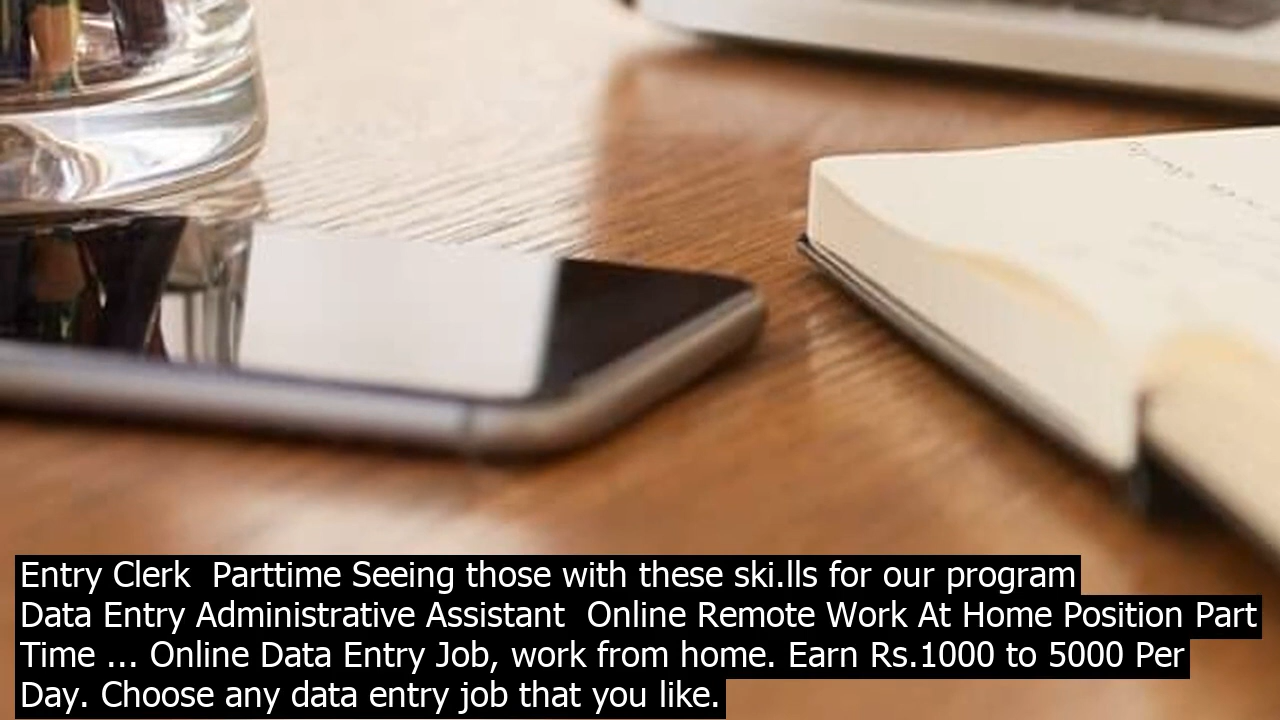 Entry Clerk  Parttime Seeing those with these ski.lls for our program
Data Entry Administrative Assistant  Online Remote Work At Home Position Part
Time ... Online Data Entry Job, work from home. Earn Rs.1000 to 5000 Per
Day. Choose any data entry job that you like.